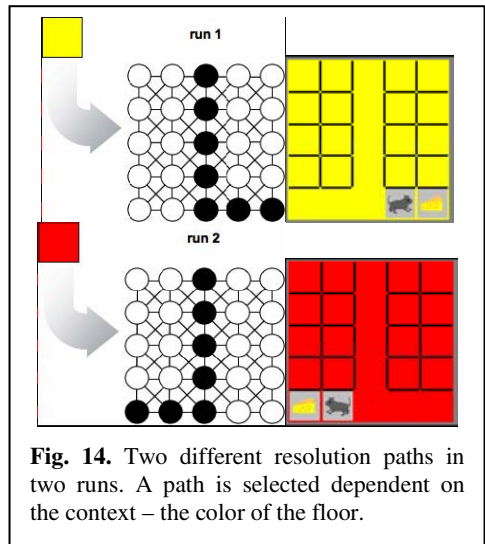 run 1
run 2
Fig. 14. Two different resolution paths in
two runs. A path is selected dependent on
the context – the color of the floor.